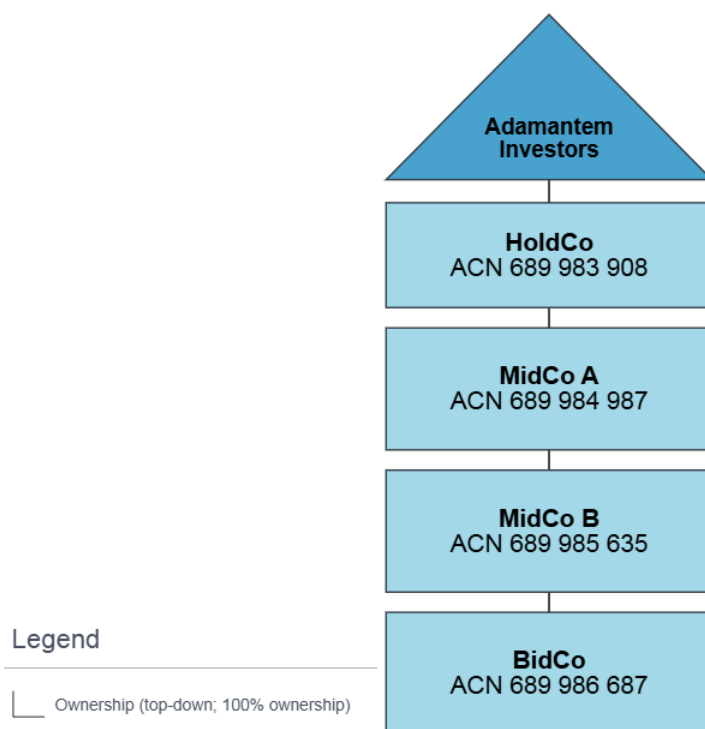 Adamantem
Investors
HoldCo
ACN 689 983 908
MidCo A
ACN 689 984 987
MidCo B
ACN 689 985 635
BidCo
ACN 689 986 687
Legend
Ownership (top-down; 100% ownership)